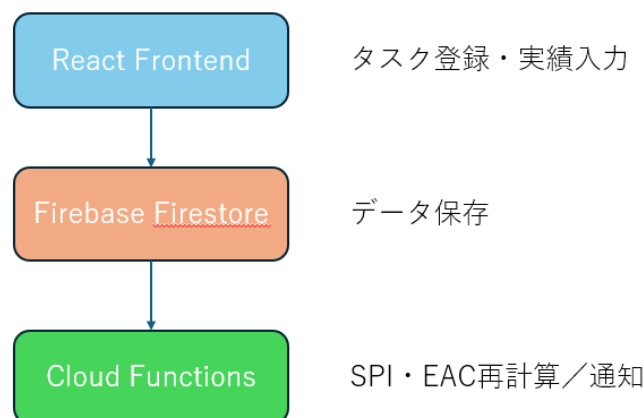 React Frontend タスク登録・実績入力
Firebase Firestore データ保存
Cloud Functions SPI・EAC再計算／通知